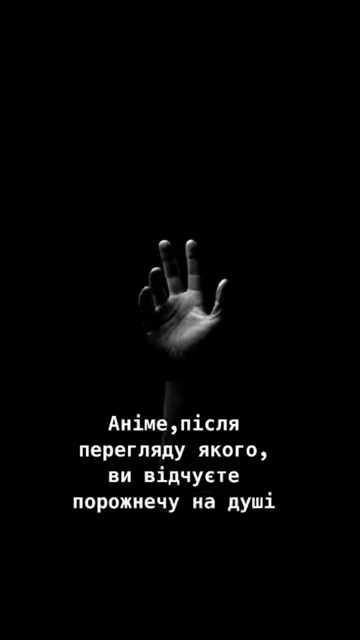 Аніме,після
перегляду якого,
ви відчуєте
порожнечу на душі